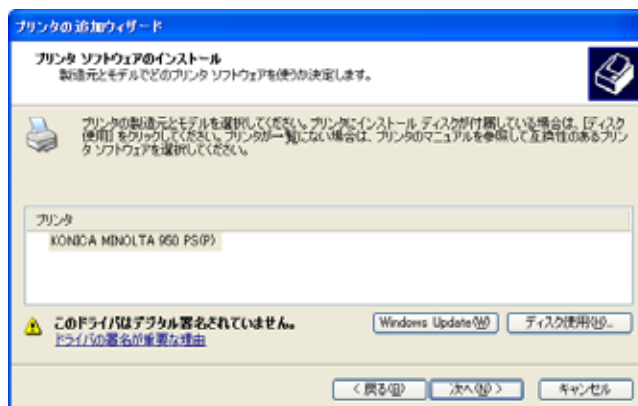 プリンタの追加ウィザード
プリンタ ソフトウェアのインストール
製造元とモデルでどのプリンタ ソフトウェアを使うか決定します。
プリンタの製造元とモデルを選択してください。プリンタにインストール ディスクが付属している場合は、[ディスク
使用] をクリックしてください。プリンタが一覧にない場合は、プリンタのマニュアルを参照して互換性のあるプリン
タ ソフトウェアを選択してください。
プリンタ
KONICA MINOLTA 950 PS(P)
このドライバはデジタル署名されていません。
ドライバの署名が重要な理由
Windows Update(W)
ディスク使用(H)...
< 戻る(B)
次へ(N) >
キャンセル